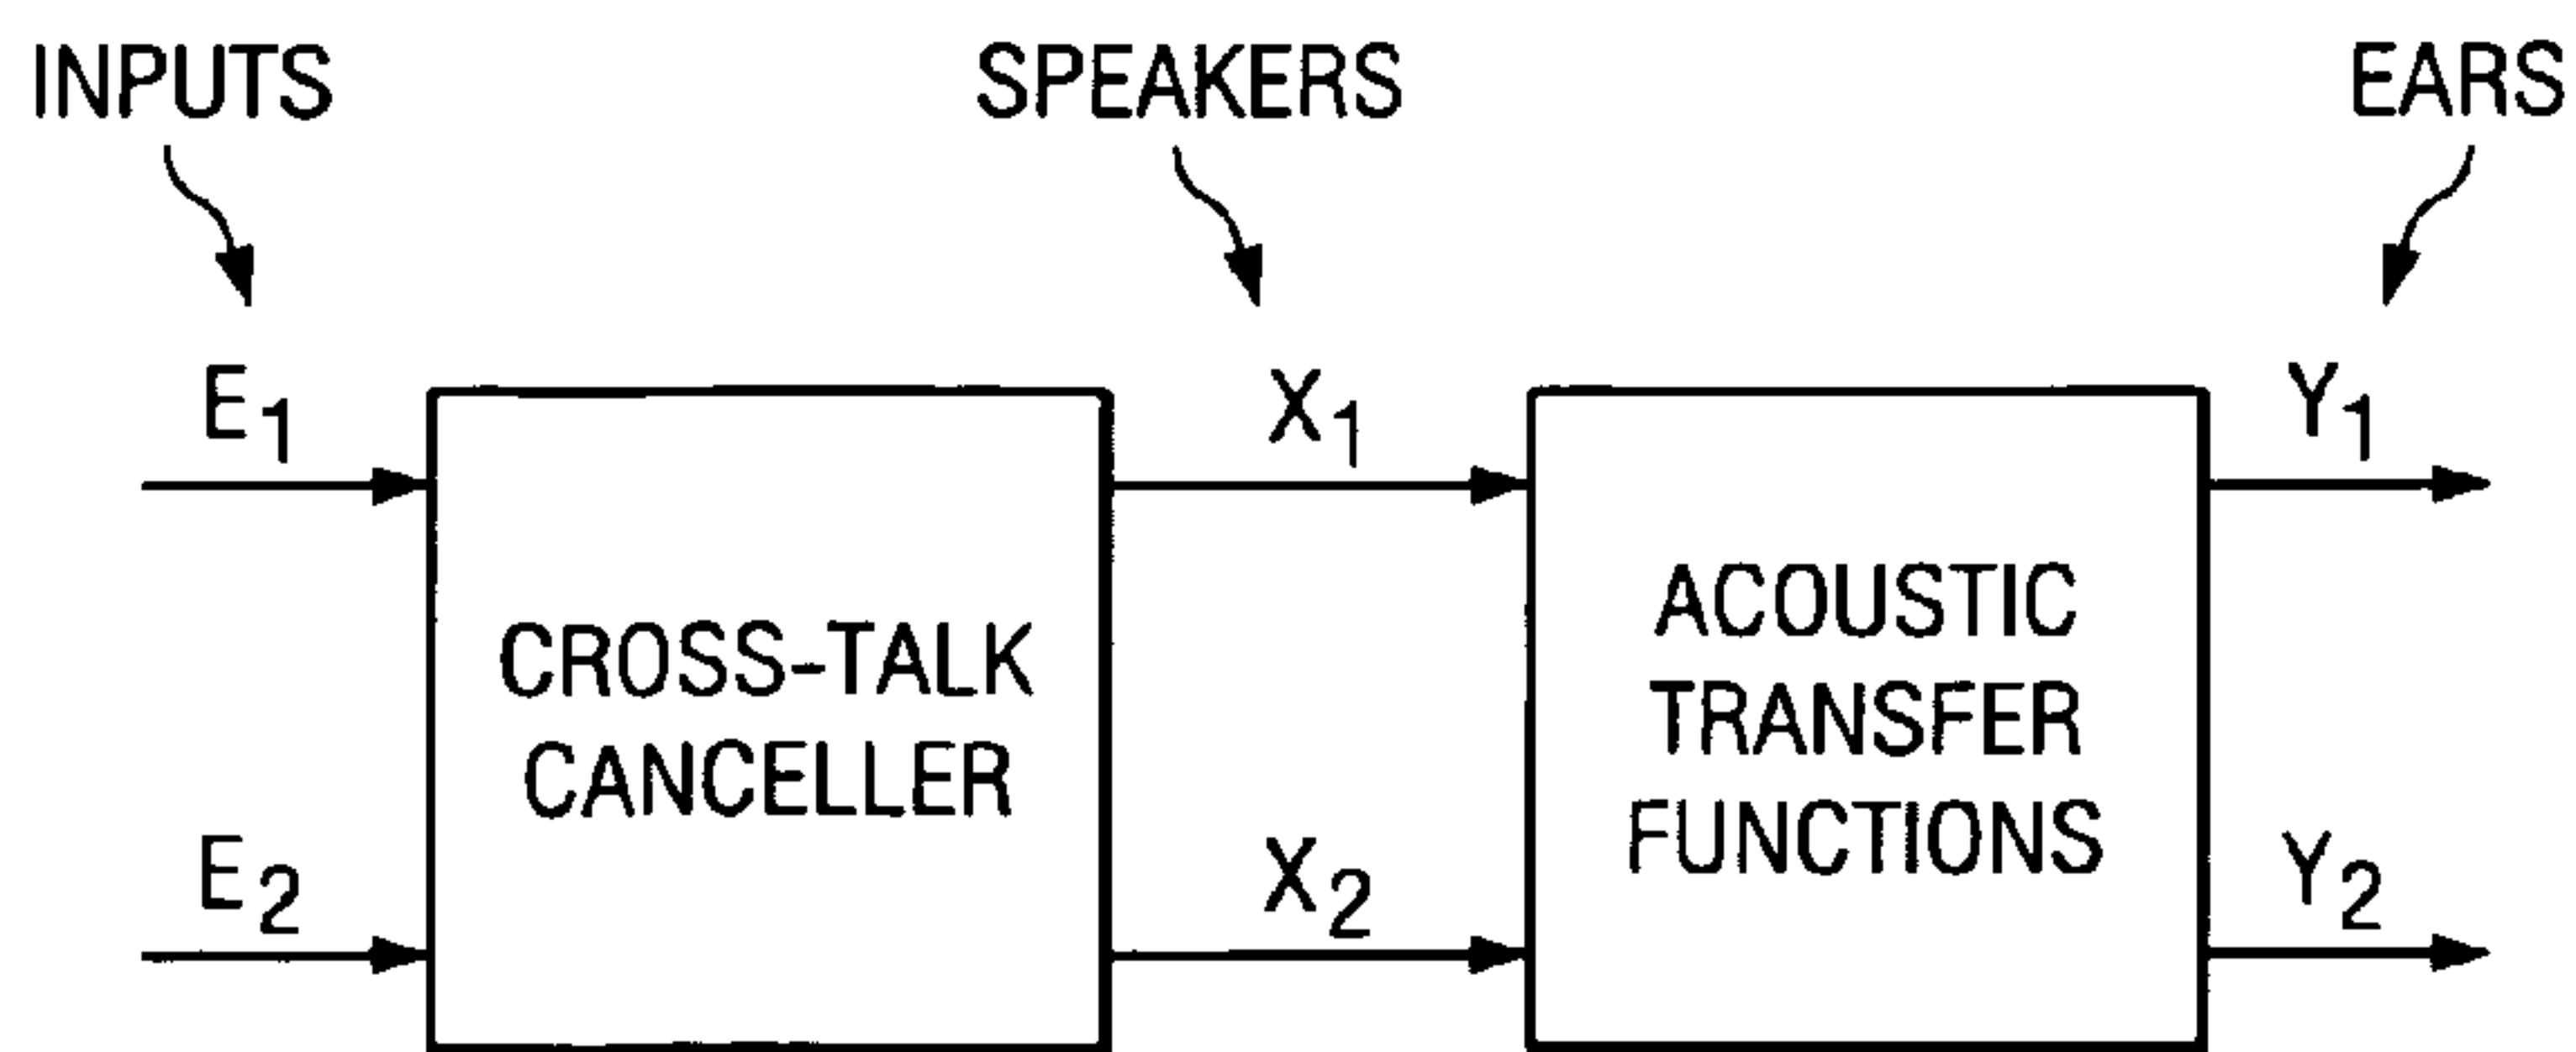 INPUTS
SPEAKERS
EARS
E1
X1
Y1
CROSS-TALK
CANCELLER
ACOUSTIC
TRANSFER
FUNCTIONS
E2
X2
Y2